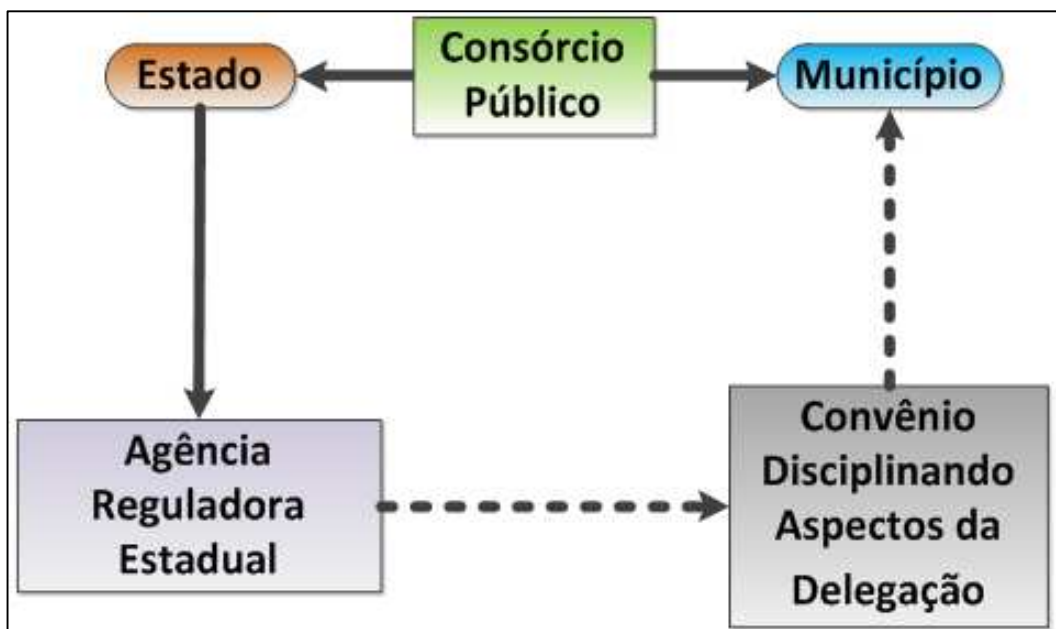 Estado
Consórcio
Público
Município
Agência
Reguladora
Estadual
Convênio
Disciplinando
Aspectos da
Delegação